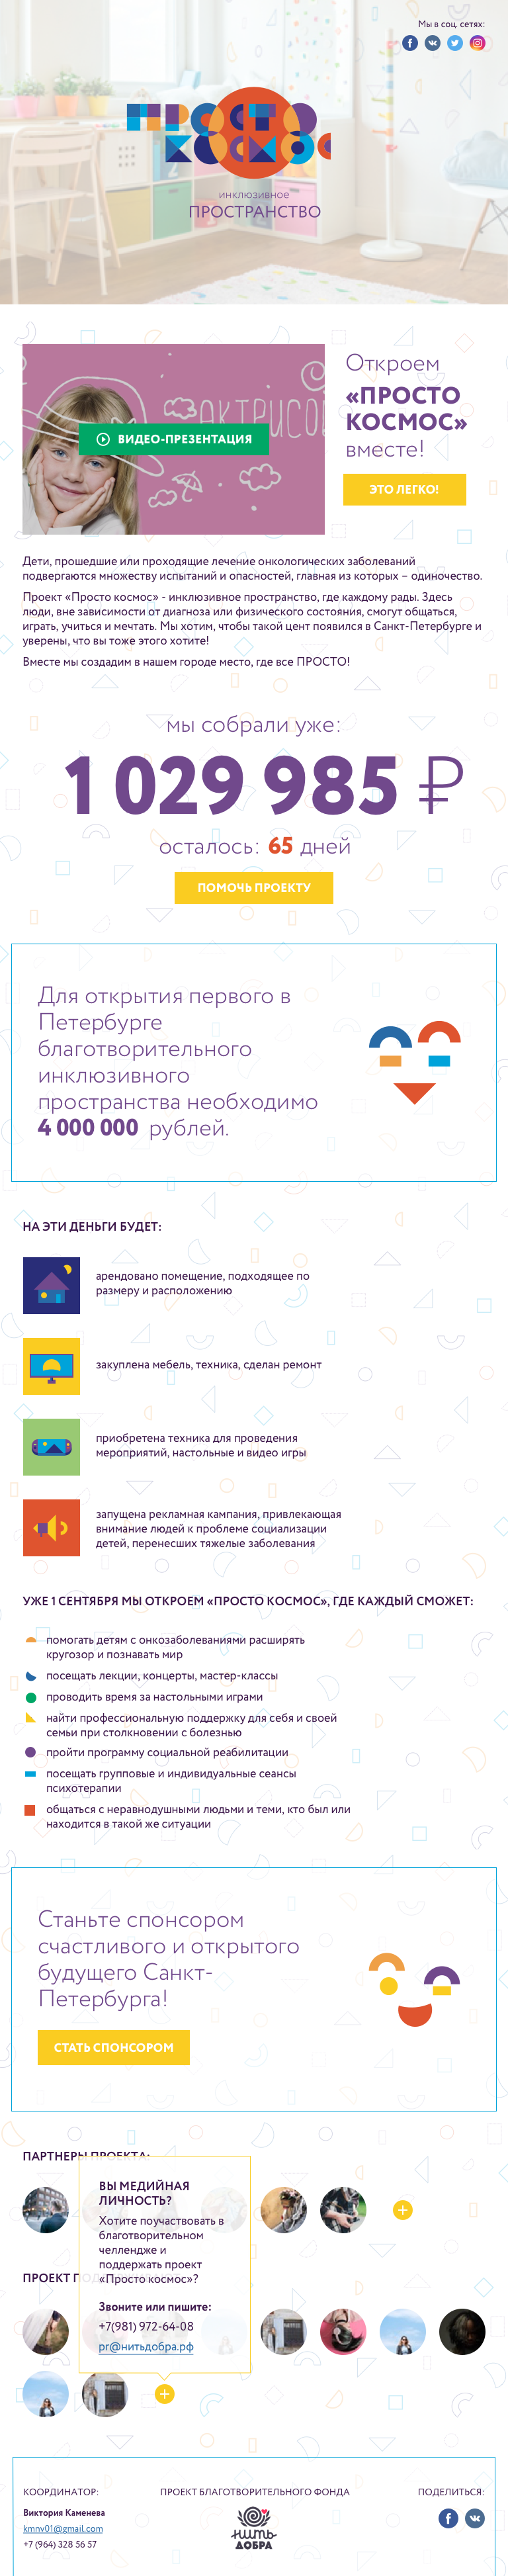 Мы в соц. сетях:
ПРОСТО
КОСМОС
инклюзивное
ПРОСТРАНСТВО
АКТРИСОЙ
ВИДЕО-ПРЕЗЕНТАЦИЯ
Откроем
«ПРОСТО
КОСМОС»
вместе!
ЭТО ЛЕГКО!
Дети, прошедшие или проходящие лечение онкологических заболеваний
подвергаются множеству испытаний и опасностей, главная из которых – одиночество.
Проект «Просто космос» - инклюзивное пространство, где каждому рады. Здесь
люди, вне зависимости от диагноза или физического состояния, смогут общаться,
играть, учиться и мечтать. Мы хотим, чтобы такой цент появился в Санкт-Петербурге и
уверены, что вы тоже этого хотите!
Вместе мы создадим в нашем городе место, где все ПРОСТО!
мы собрали уже:
1 029 985 ₽
осталось: 65 дней
ПОМОЧЬ ПРОЕКТУ
Для открытия первого в
Петербурге
благотворительного
инклюзивного
пространства необходимо
4 000 000 рублей.
НА ЭТИ ДЕНЬГИ БУДЕТ:
арендовано помещение, подходящее по
размеру и расположению
закуплена мебель, техника, сделан ремонт
приобретена техника для проведения
мероприятий, настольные и видео игры
запущена рекламная кампания, привлекающая
внимание людей к проблеме социализации
детей, перенесших тяжелые заболевания
УЖЕ 1 СЕНТЯБРЯ МЫ ОТКРОЕМ «ПРОСТО КОСМОС», ГДЕ КАЖДЫЙ СМОЖЕТ:
помогать детям с онкозаболеваниями расширять
кругозор и познавать мир
посещать лекции, концерты, мастер-классы
проводить время за настольными играми
найти профессиональную поддержку для себя и своей
семьи при столкновении с болезнью
пройти программу социальной реабилитации
посещать групповые и индивидуальные сеансы
психотерапии
общаться с неравнодушными людьми и теми, кто был или
находится в такой же ситуации
Станьте спонсором
счастливого и открытого
будущего Санкт-
Петербурга!
СТАТЬ СПОНСОРОМ
ПАРТНЕРЫ ПРОЕКТА:
ВЫ МЕДИЙНАЯ
ЛИЧНОСТЬ?
Хотите поучаствовать в
благотворительном
челлендже и
поддержать проект
«Просто космос»?
Звоните или пишите:
+7(981) 972-64-08
pr@нитьдобра.рф
ПРОЕКТ
КООРДИНАТОР:
Виктория Каменева
kmnv01@gmail.com
+7 (964) 328 56 57
ПРОЕКТ БЛАГОТВОРИТЕЛЬНОГО ФОНДА
НИТЬ
ДОБРА
ПОДЕЛИТЬСЯ: